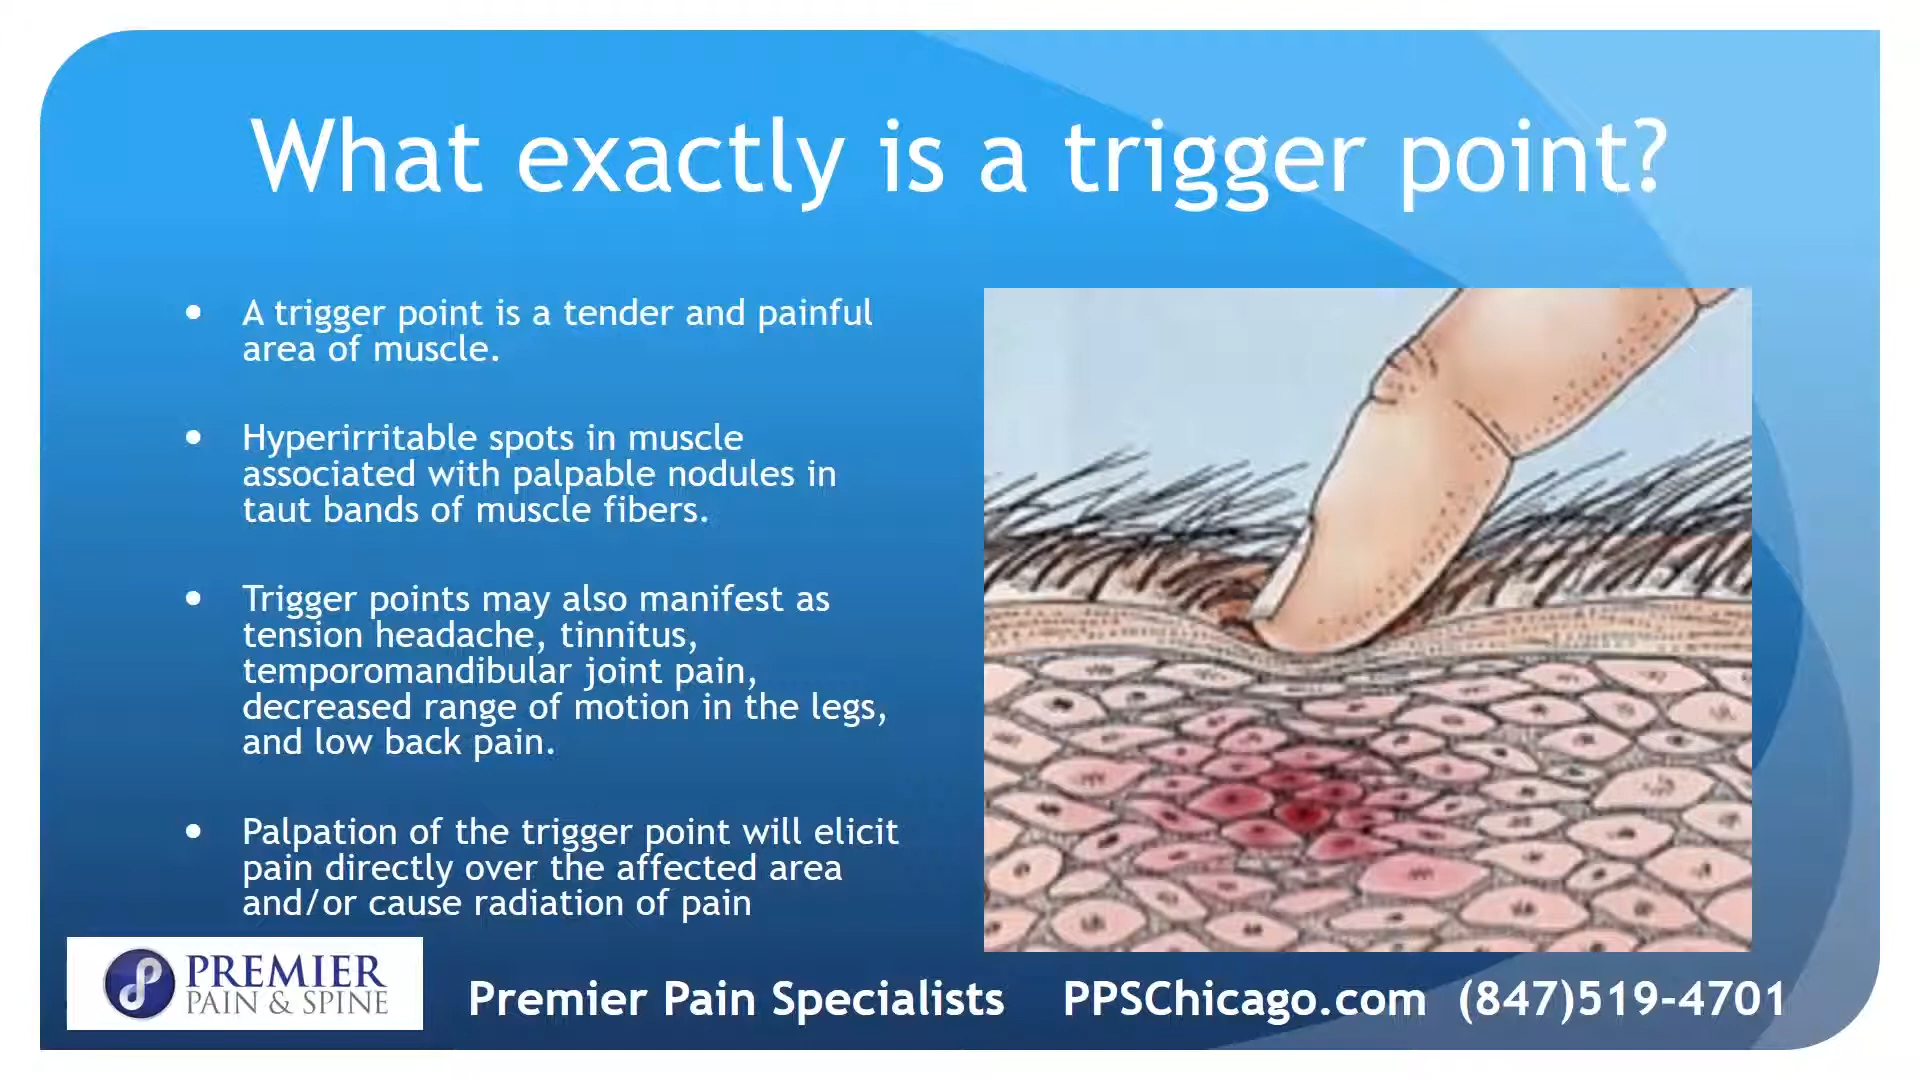 What exactly is a trigger point?
• A trigger point is a tender and painful
area of muscle.
• Hyperirritable spots in muscle
associated with palpable nodules in
taut bands of muscle fibers.
• Trigger points may also manifest as
tension headache, tinnitus,
temporomandibular joint pain,
decreased range of motion in the legs,
and low back pain.
• Palpation of the trigger point will elicit
pain directly over the affected area
and/or cause radiation of pain
PREMIER
PAIN & SPINE
Premier Pain Specialists PPSChicago.com (847)519-4701